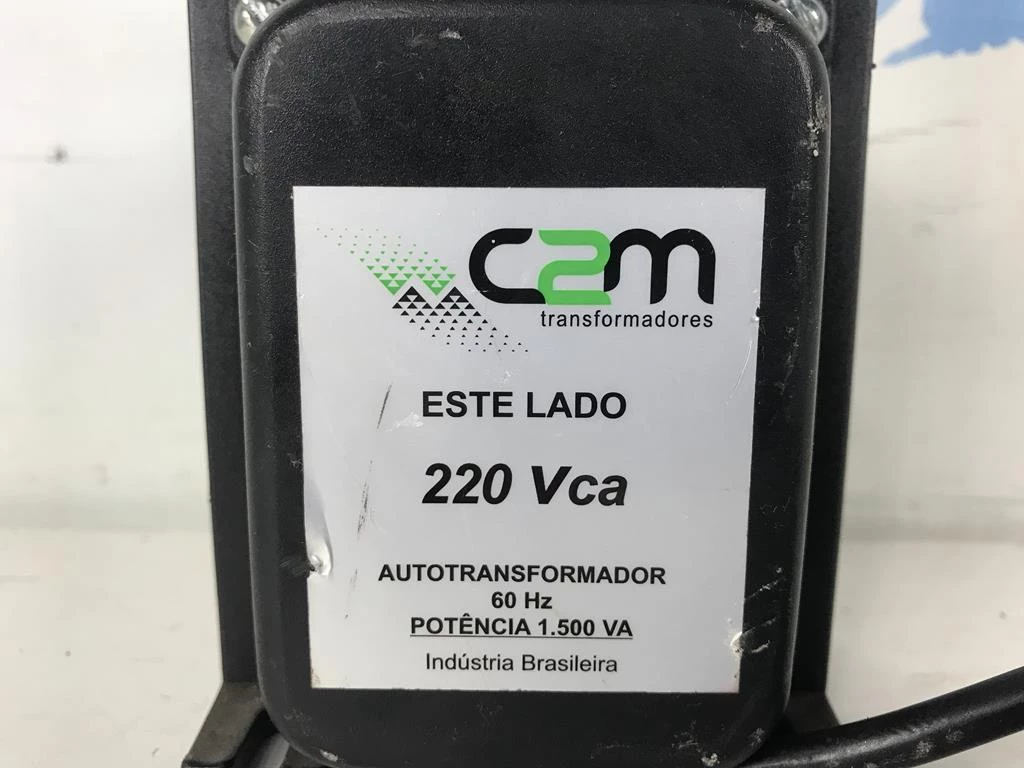 c2m
transformadores
ESTE LADO
220 Vca
AUTOTRANSFORMADOR
60 Hz
POTÊNCIA 1.500 VA
Indústria Brasileira